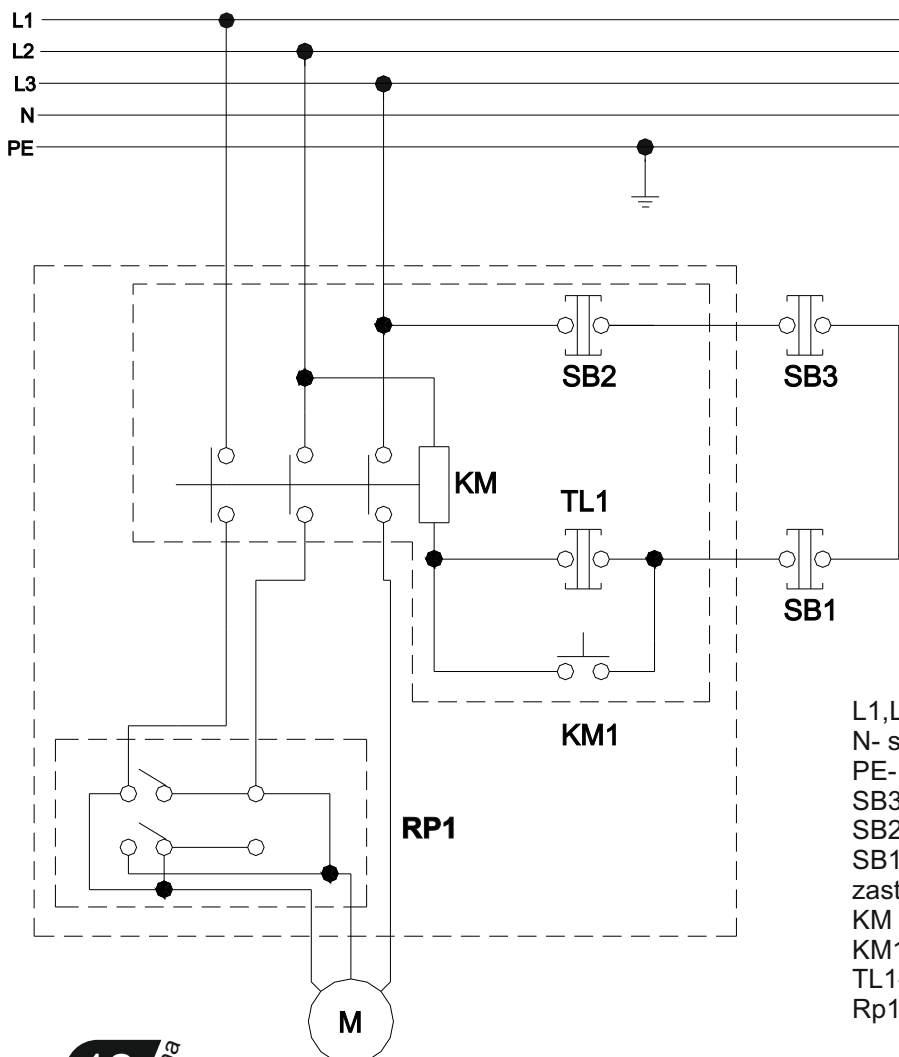 L1
L2
L3
N
PE
SB2
SB3
KM
TL1
SB1
KM1
RP1
M
L1,L
N- s
PE-
SB3
SB2
SB1
zast
KM
KM1
TL1-
Rp1